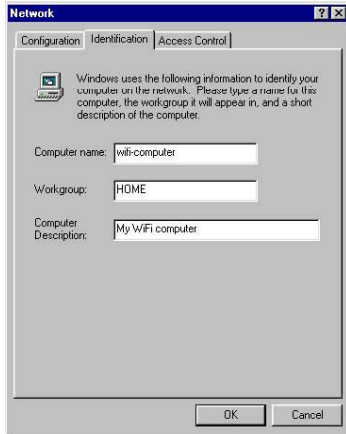 Network
Configuration Identification Access Control
Windows uses the following information to identify your
computer on the network. Please type a name for this
computer, the workgroup it will appear in, and a short
description of the computer.
Computer name: wifi-computer
Workgroup: HOME
Computer
Description: My WiFi computer
OK Cancel